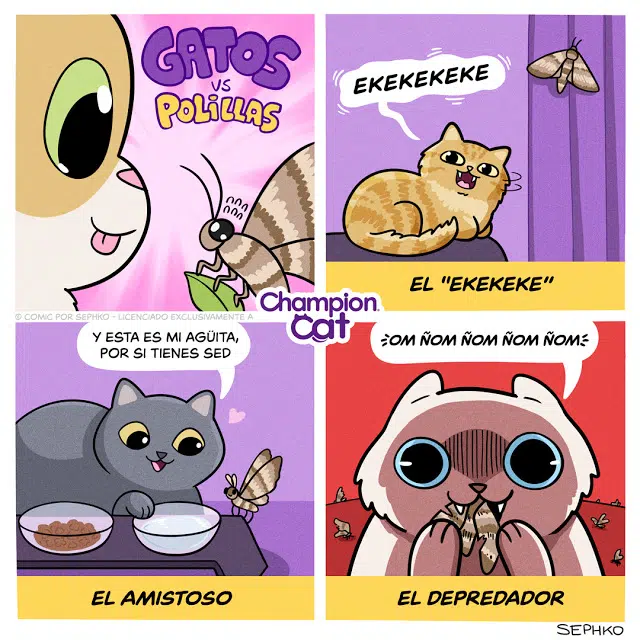 GATOS
VS
POLILLAS
EKEKEKEKE
EL "EKEKEKE"
© COMIC POR SEPHKO - LICENCIADO EXCLUSIVAMENTE A
Champion
Cat
Y ESTA ES MI AGÜITA,
POR SI TIENES SED
EL AMISTOSO
OM ÑOM ÑOM ÑOM ÑOM
EL DEPREDADOR
SEPHKO